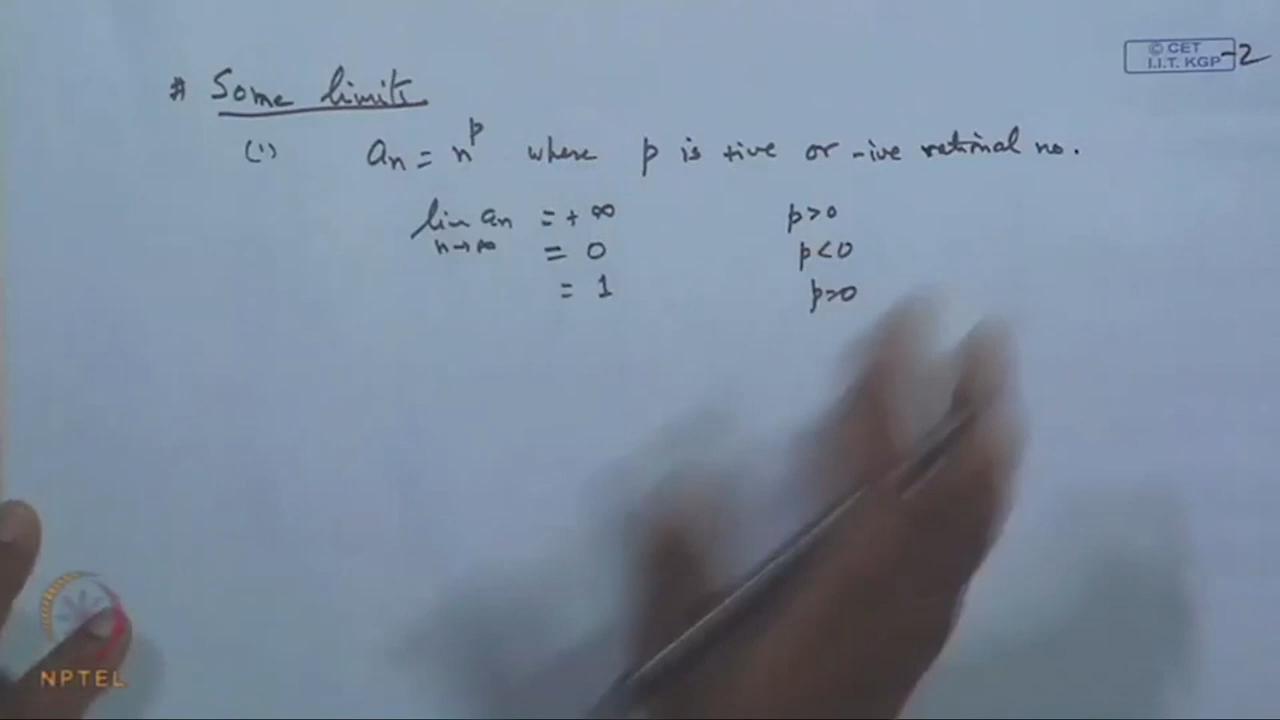 © CET
I.I.T. KGP -2
# Some limits
(1) an = n^p where p is +ive or -ive rational no.
lim an = + ∞ p>0
n→∞ = 0 p<0
= 1 p=0
NPTEL